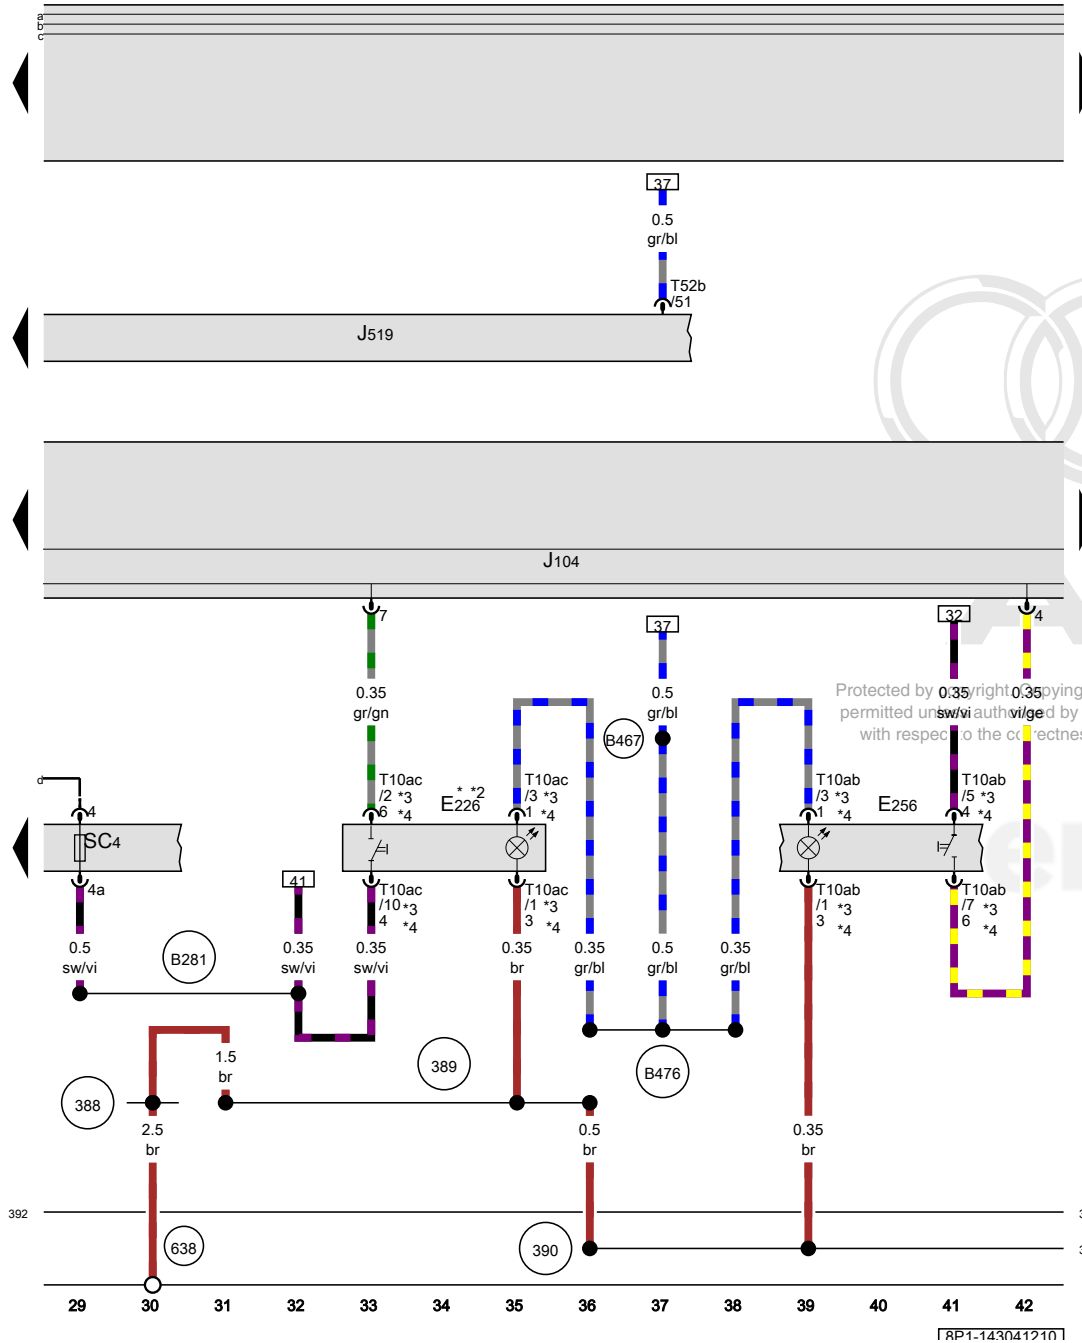 a
b
c
37
0.5
gr/bl
T52b
/51
J519
J104
7
37
32
4
0.35
gr/gn
0.5
gr/bl
0.35
sw/vi
0.35
vi/ge
Protected by copyright. Copying
permitted unless authorised by
with respect to the correctness
B467
d
4
T10ac
/2 *3
6 *4
* *2
E226
T10ac
/3 *3
1 *4
T10ab
/3 *3
1 *4
E256
T10ab
/5 *3
4 *4
SC4
4a
41
T10ac
/10 *3
4 *4
T10ac
/1 *3
3 *4
T10ab
/1 *3
3 *4
T10ab
/7 *3
6 *4
0.5
sw/vi
B281
0.35
sw/vi
0.35
sw/vi
0.35
br
0.35
gr/bl
0.5
gr/bl
0.35
gr/bl
1.5
br
389
B476
388
2.5
br
0.5
br
0.35
br
392
638
390
29 30 31 32 33 34 35 36 37 38 39 40 41 42
8P1-143041210